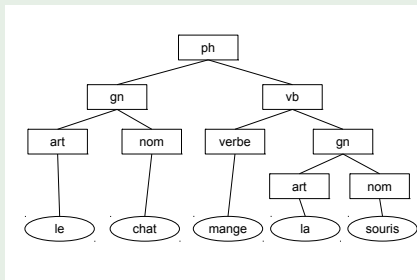 ph
gn vb
art nom verbe gn
art nom
le chat mange la souris